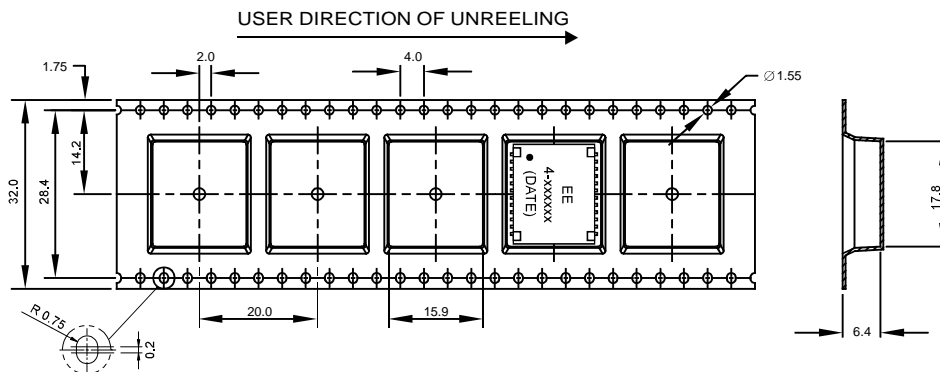 USER DIRECTION OF UNREELING
2.0
4.0
1.75
Ø1.55
32.0
28.4
14.2
EE
4-xxxxxx
(DATE)
17.8
20.0
15.9
6.4
R 0.75
0.2